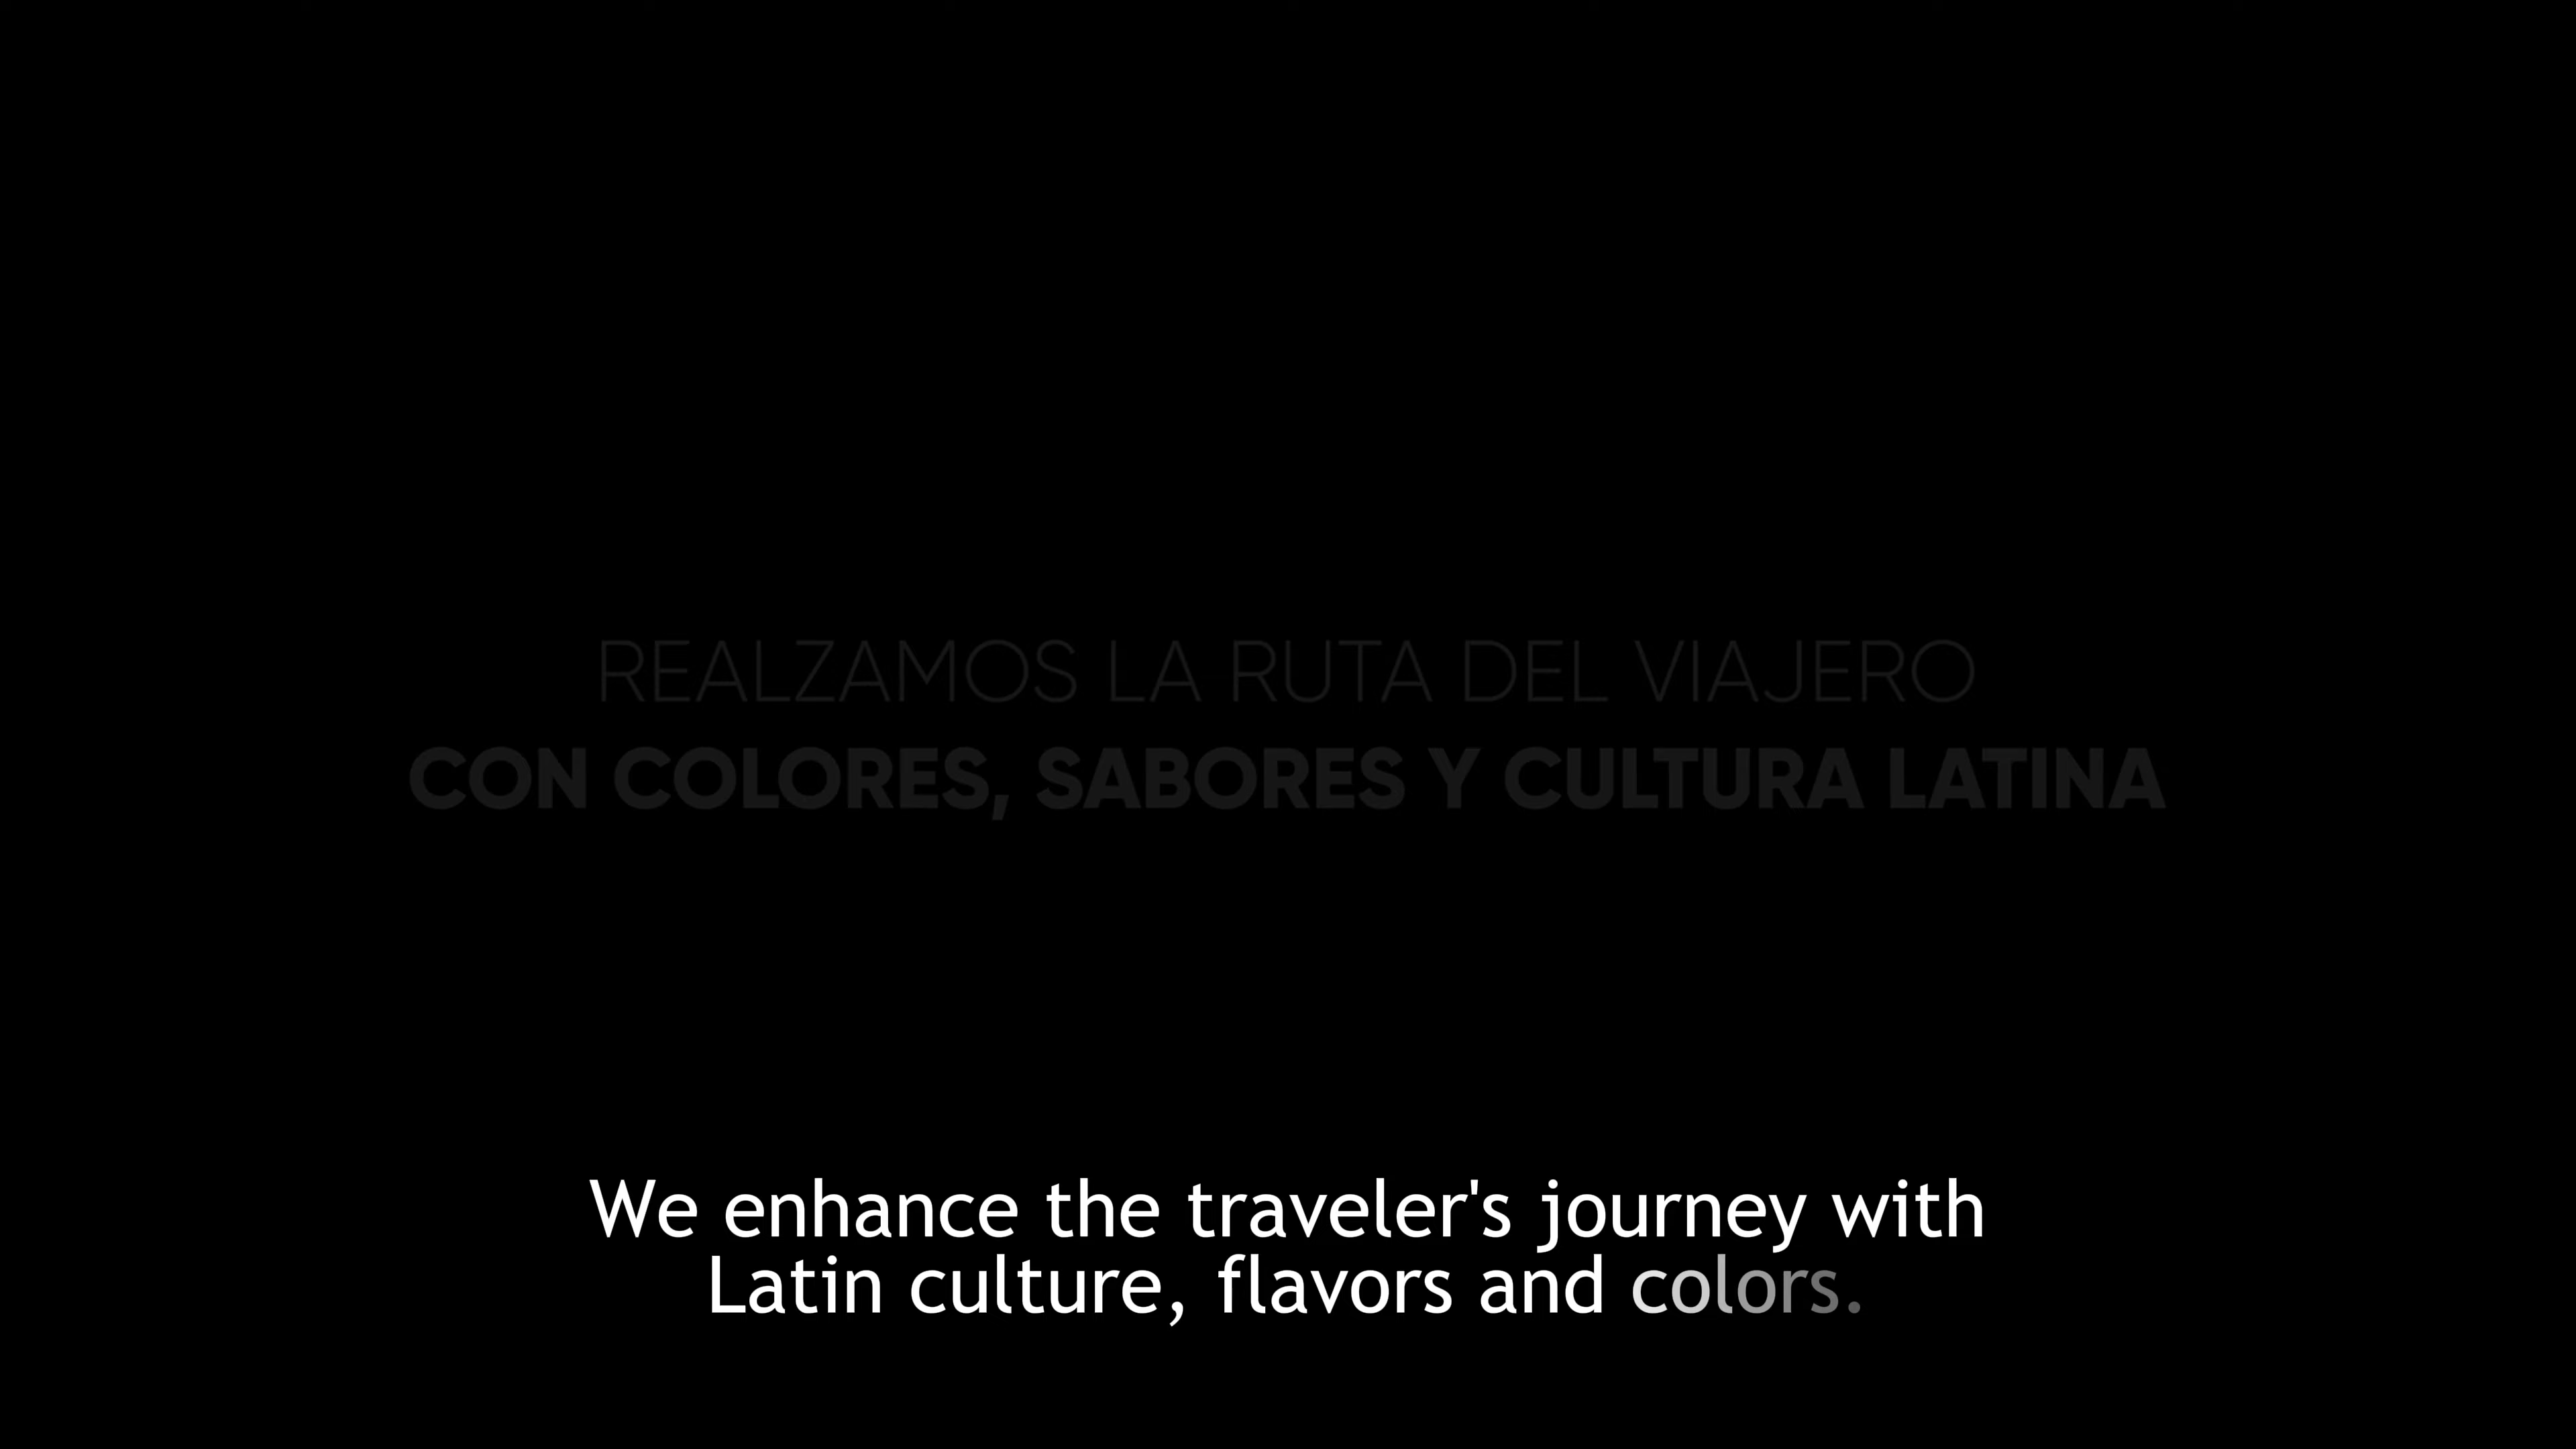 REALZAMOS LA RUTA DEL VIAJERO
CON COLORES, SABORES Y CULTURA LATINA
We enhance the traveler's journey with
Latin culture, flavors and colors.